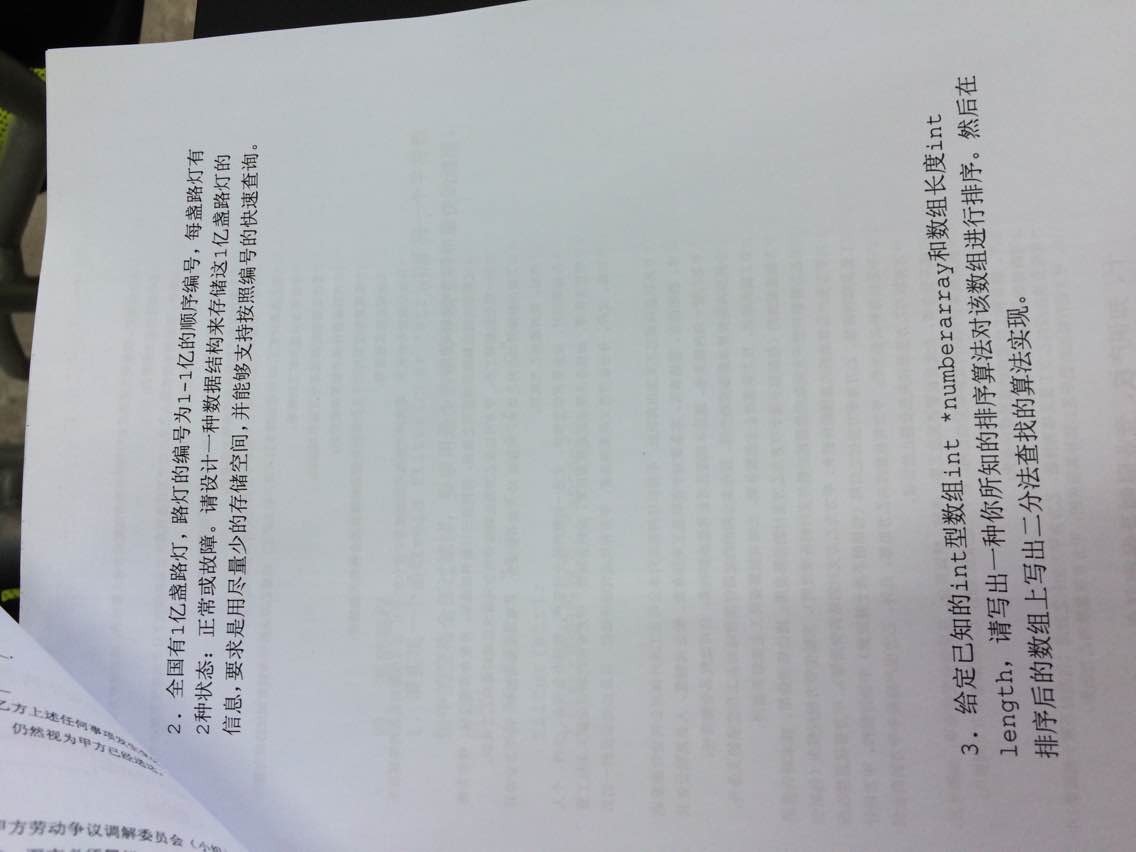 2. 全国有1亿盏路灯，路灯的编号为1-1亿的顺序编号，每盏路灯有
2种状态：正常或故障。请设计一种数据结构来存储这1亿盏路灯的
信息，要求是用尽量少的存储空间，并能够支持按照编号的快速查询。
3. 给定已知的int型数组int *numberarray和数组长度int
length，请写出一种你所知的排序算法对该数组进行排序。然后在
排序后的数组上写出二分法查找的算法实现。
乙方上述任何事项发生
仍然视为甲方已经送达
甲方劳动争议调解委员会（小组